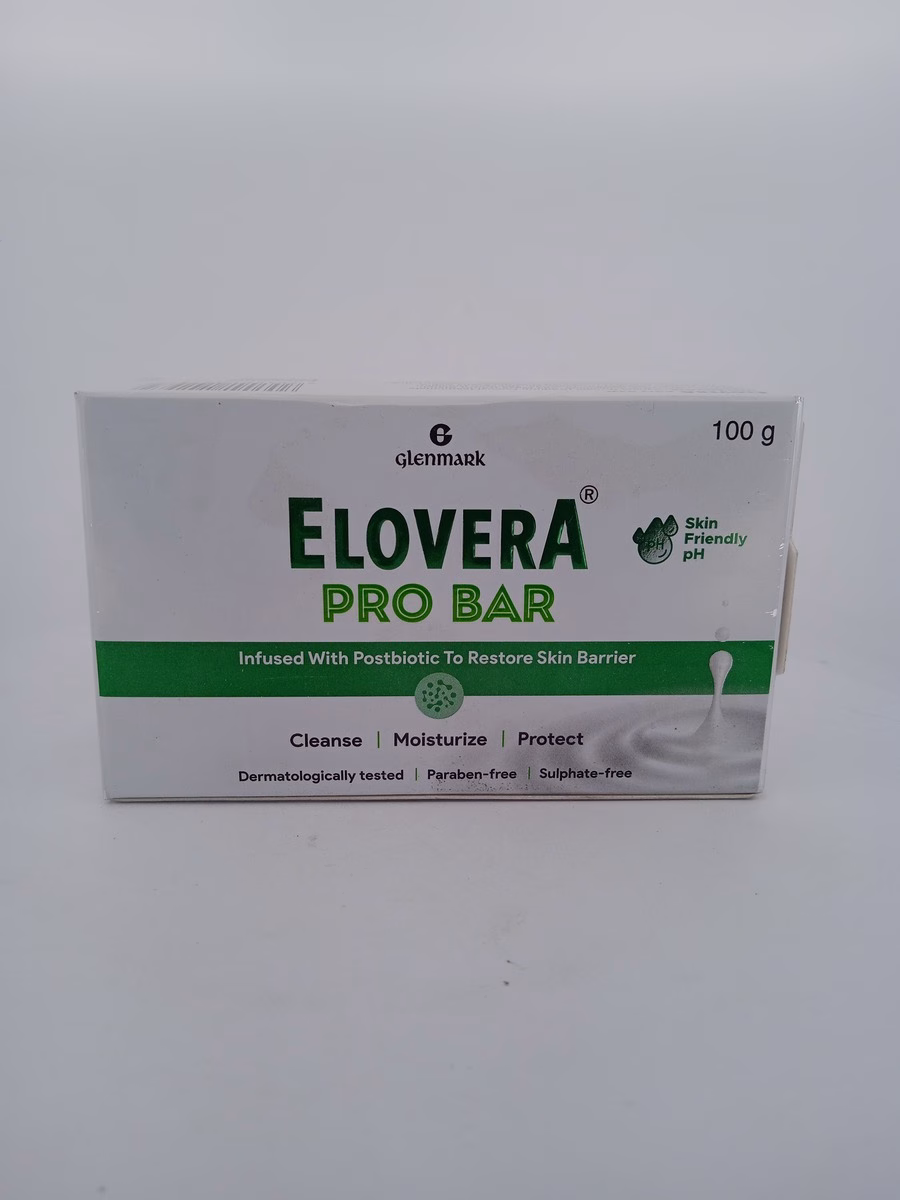 GLENMARK
100 g
ELOVERA®
PRO BAR
Skin
Friendly
pH
pH
Infused With Postbiotic To Restore Skin Barrier
Cleanse | Moisturize | Protect
Dermatologically tested | Paraben-free | Sulphate-free